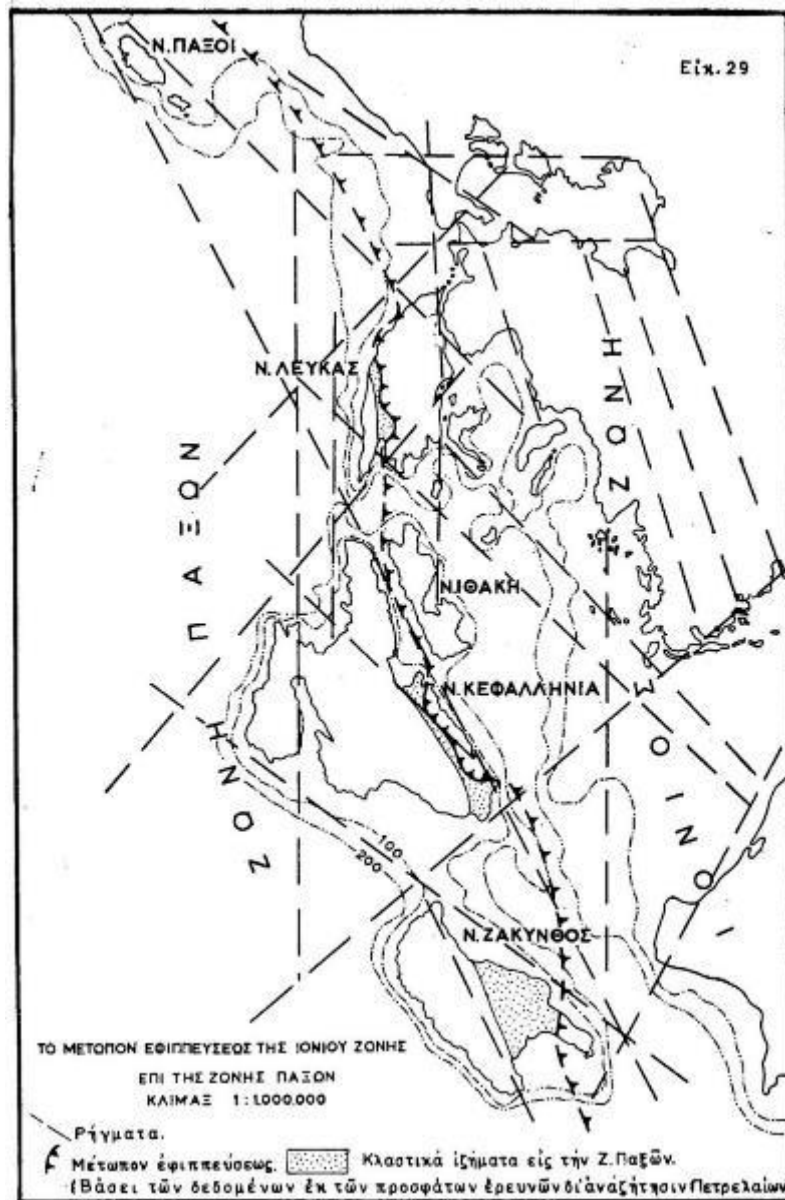 Εἰκ. 29
Ν. ΠΑΞΟΙ
Ν. ΛΕΥΚΑΣ
Ν. ΙΘΑΚΗ
Ν. ΚΕΦΑΛΛΗΝΙΑ
Ν. ΖΑΚΥΝΘΟΣ
ΖΩΝΗ ΠΑΞΩΝ
ΙΟΝΙΟΣ ΖΩΝΗ
100
200
ΤΟ ΜΕΤΩΠΟΝ ΕΦΙΠΠΕΥΣΕΩΣ ΤΗΣ ΙΟΝΙΟΥ ΖΩΝΗΣ
ΕΠΙ ΤΗΣ ΖΩΝΗΣ ΠΑΞΩΝ
ΚΛΙΜΑΞ 1:1.000.000
Ρήγματα.
Μέτωπον ἐφιππεύσεως. Κλαστικά ἰζήματα εἰς τήν Ζ. Παξῶν.
(Βάσει τῶν δεδομένων ἐκ τῶν προσφάτων ἐρευνῶν δι' ἀναζήτησιν Πετρελαίων